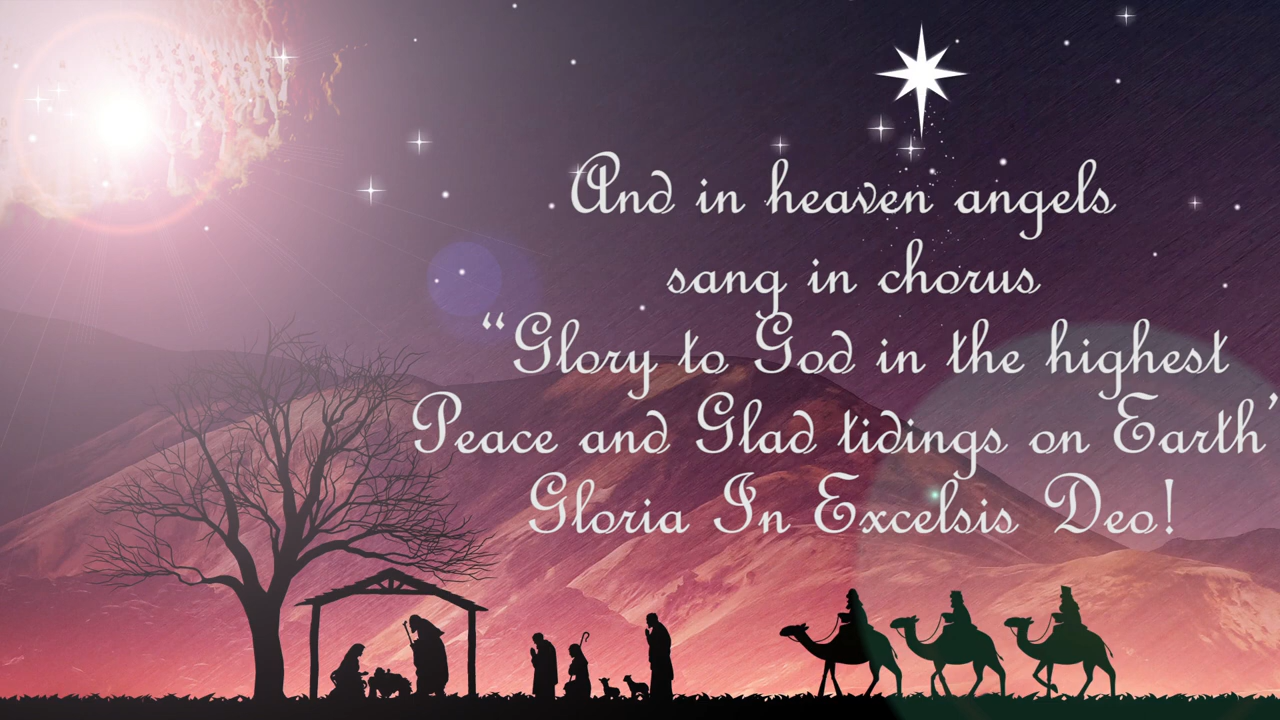 And in heaven angels
sang in chorus
“Glory to God in the highest
Peace and Glad tidings on Earth”
Gloria In Excelsis Deo!